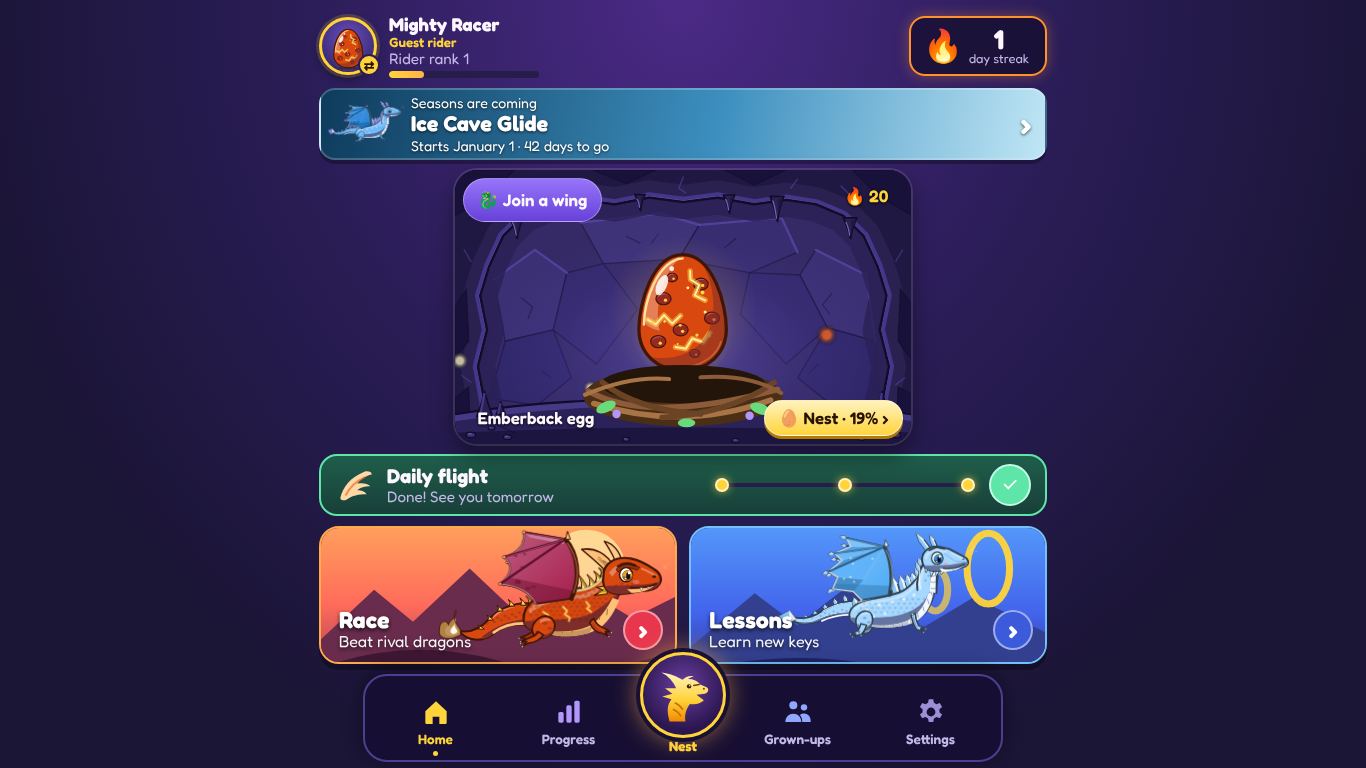 Mighty Racer
Guest rider
Rider rank 1
1
day streak
Seasons are coming
Ice Cave Glide
Starts January 1 · 42 days to go
Join a wing
20
Emberback egg
Nest · 19% ›
Daily flight
Done! See you tomorrow
Race
Beat rival dragons
Lessons
Learn new keys
Home
Progress
Nest
Grown-ups
Settings